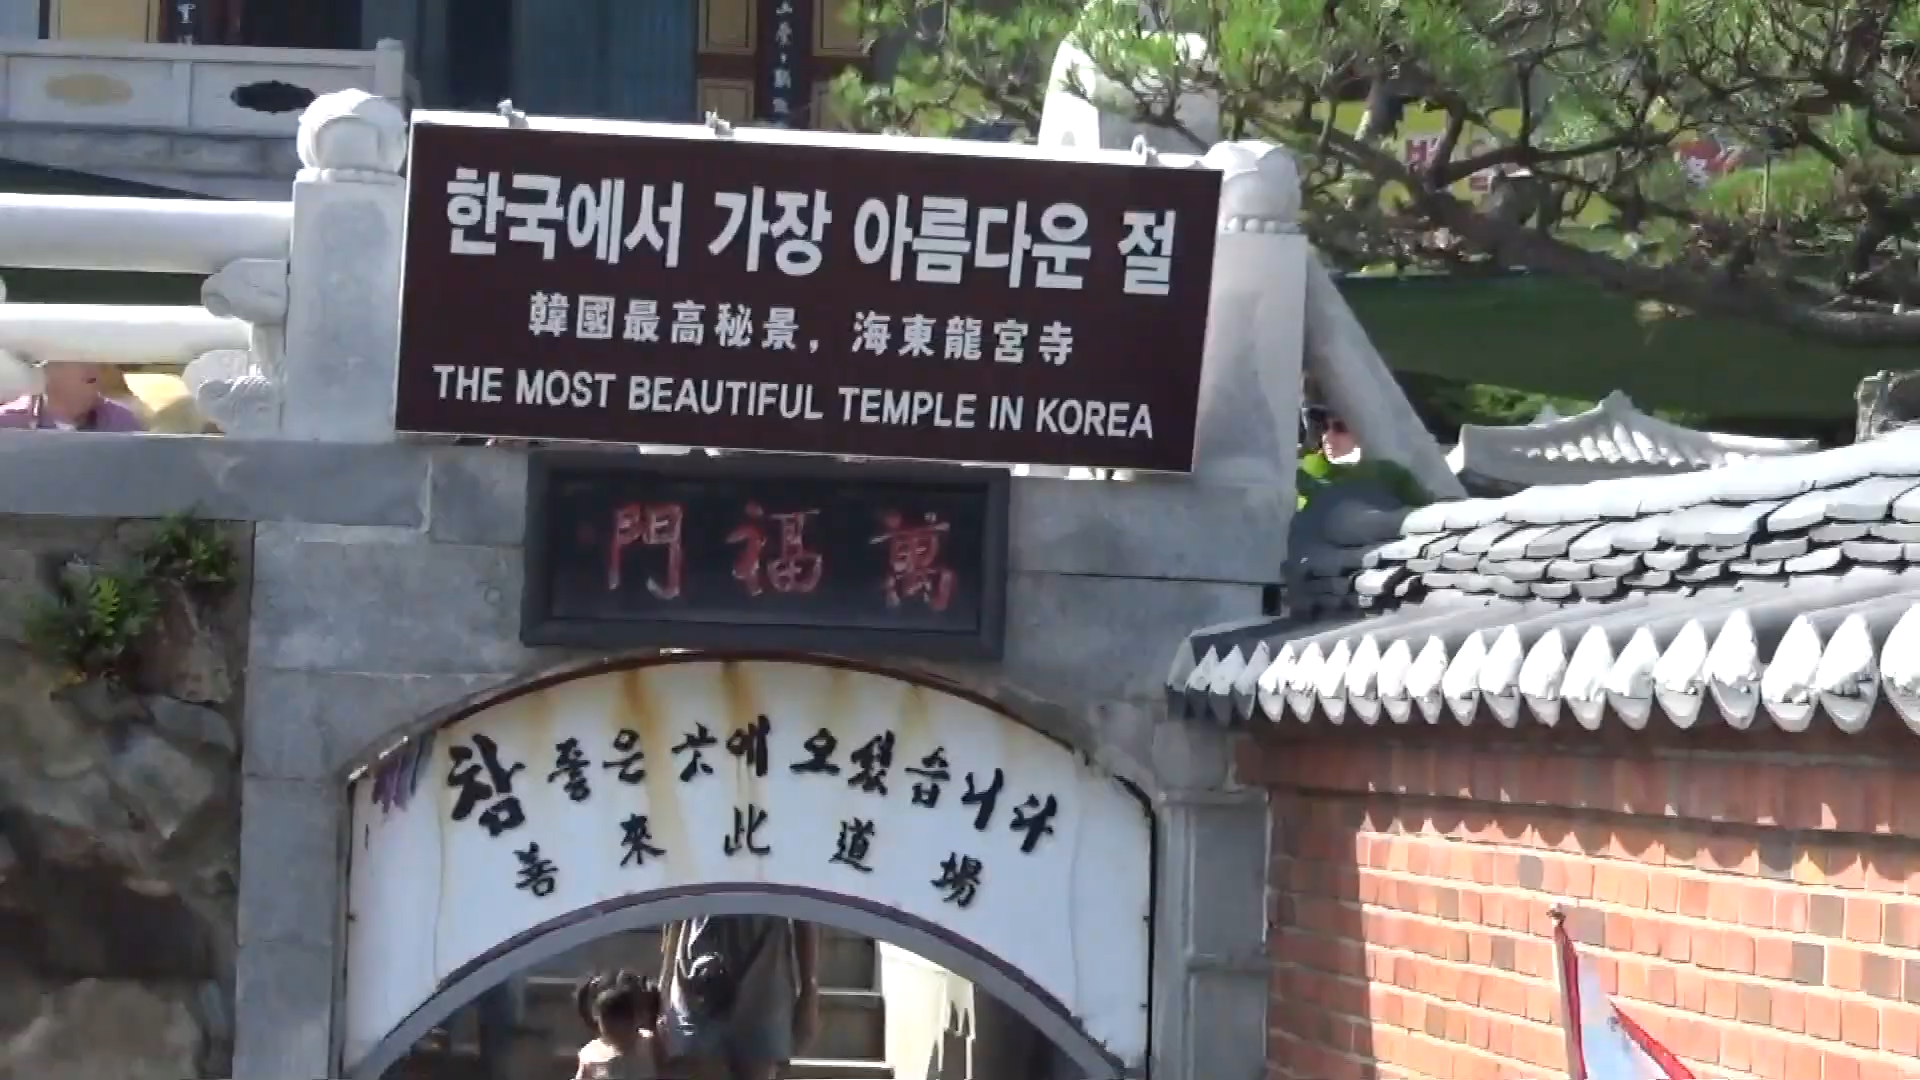 한국에서 가장 아름다운 절
韓國最高秘景, 海東龍宮寺
THE MOST BEAUTIFUL TEMPLE IN KOREA
門福萬
참 좋은 곳에 오셨습니다
善來此道場